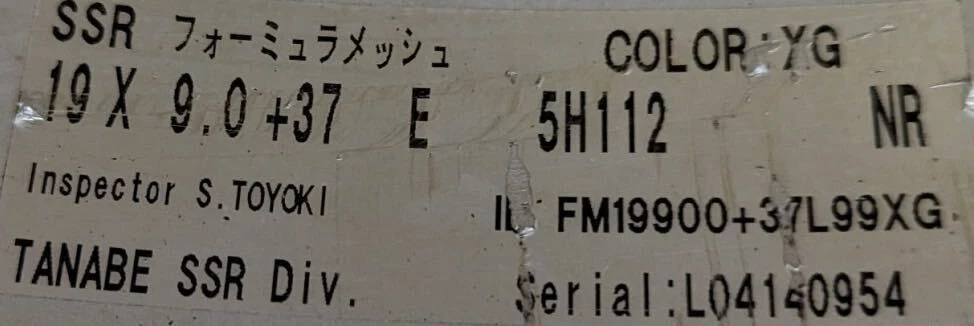 SSR フォーミュラメッシュ COLOR:XG
19 X 9.0 +37 E 5H112 NR
Inspector S.TOYOKI FM19900+37L99XG
TANABE SSR Div. Serial:L04140954